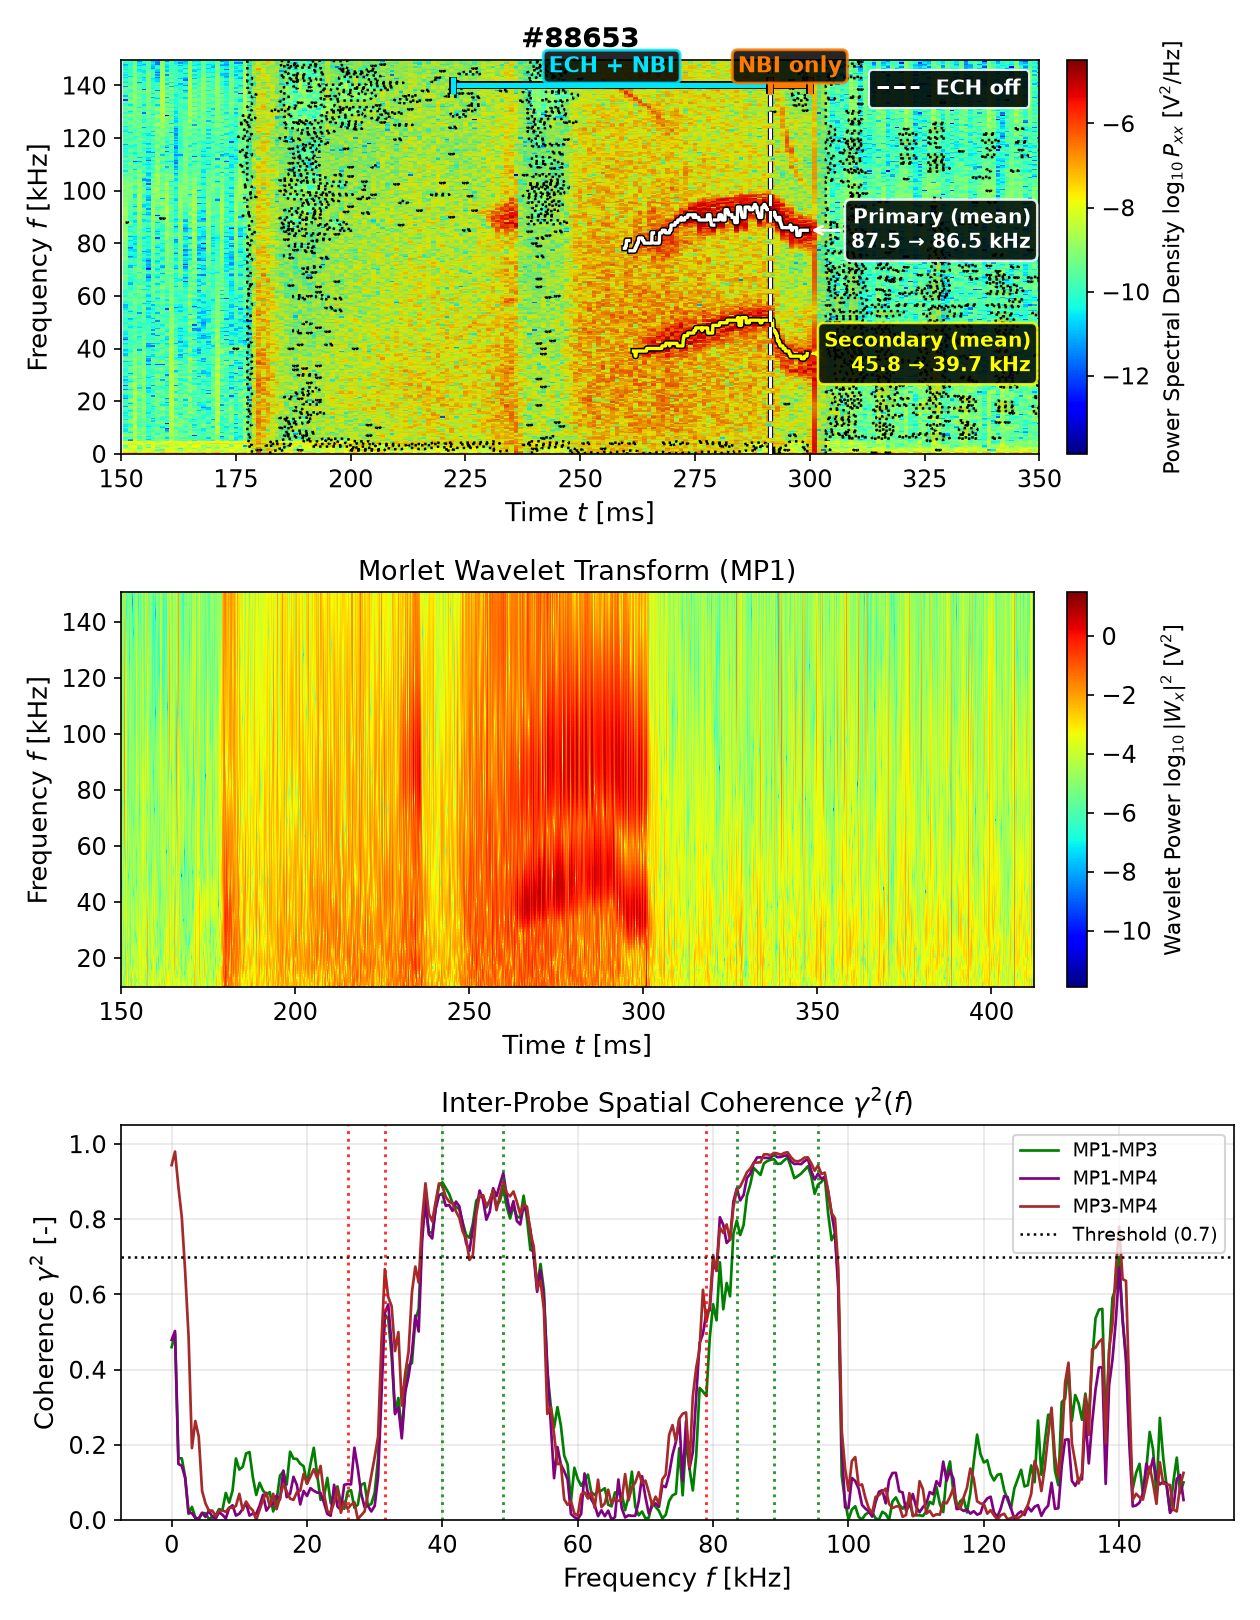 #88653
ECH + NBI
NBI only
ECH off
Primary (mean)
87.5 → 86.5 kHz
Secondary (mean)
45.8 → 39.7 kHz
Frequency f [kHz]
0
20
40
60
80
100
120
140
150
175
200
225
250
275
300
325
350
Time t [ms]
−6
−8
−10
−12
Power Spectral Density log₁₀ Pₓₓ [V²/Hz]
Morlet Wavelet Transform (MP1)
Frequency f [kHz]
140
120
100
80
60
40
20
150
200
250
300
350
400
Time t [ms]
0
−2
−4
−6
−8
−10
Wavelet Power log₁₀ |Wₓ|² [V²]
Inter-Probe Spatial Coherence γ²(f)
Coherence γ² [-]
1.0
0.8
0.6
0.4
0.2
0.0
MP1-MP3
MP1-MP4
MP3-MP4
Threshold (0.7)
0
20
40
60
80
100
120
140
Frequency f [kHz]